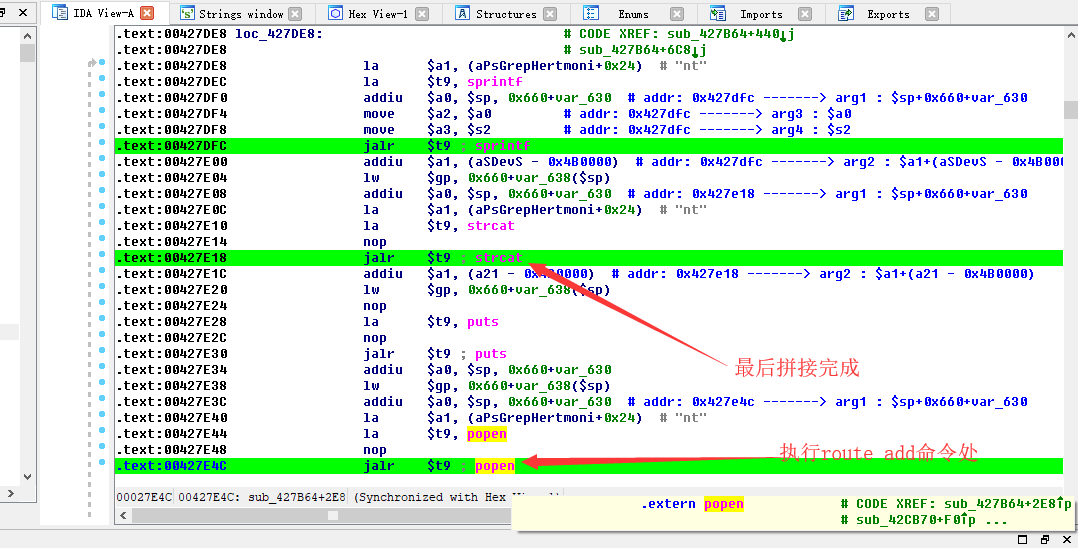 IDA View-A Strings window Hex View-1 Structures Enums Imports Exports
.text:00427DE8 loc_427DE8: # CODE XREF: sub_427B64+440↓j
.text:00427DE8 # sub_427B64+6C8↓j
.text:00427DE8 la $a1, (aPsGrepHertmoni+0x24) # "nt"
.text:00427DEC la $t9, sprintf
.text:00427DF0 addiu $a0, $sp, 0x660+var_630 # addr: 0x427dfc -------> arg1 : $sp+0x660+var_630
.text:00427DF4 move $a2, $a0 # addr: 0x427dfc -------> arg3 : $a0
.text:00427DF8 move $a3, $s2 # addr: 0x427dfc -------> arg4 : $s2
.text:00427DFC jalr $t9 ; sprintf
.text:00427E00 addiu $a1, (aSDevS - 0x4B0000) # addr: 0x427dfc -------> arg2 : $a1+(aSDevS - 0x4B000
.text:00427E04 lw $gp, 0x660+var_638($sp)
.text:00427E08 addiu $a0, $sp, 0x660+var_630 # addr: 0x427e18 -------> arg1 : $sp+0x660+var_630
.text:00427E0C la $a1, (aPsGrepHertmoni+0x24) # "nt"
.text:00427E10 la $t9, strcat
.text:00427E14 nop
.text:00427E18 jalr $t9 ; strcat
.text:00427E1C addiu $a1, (a21 - 0x4B0000) # addr: 0x427e18 -------> arg2 : $a1+(a21 - 0x4B0000)
.text:00427E20 lw $gp, 0x660+var_638($sp)
.text:00427E24 nop
.text:00427E28 la $t9, puts
.text:00427E2C nop
.text:00427E30 jalr $t9 ; puts
.text:00427E34 addiu $a0, $sp, 0x660+var_630
最后拼接完成
.text:00427E38 lw $gp, 0x660+var_638($sp)
.text:00427E3C addiu $a0, $sp, 0x660+var_630 # addr: 0x427e4c -------> arg1 : $sp+0x660+var_630
.text:00427E40 la $a1, (aPsGrepHertmoni+0x24) # "nt"
.text:00427E44 la $t9, popen
.text:00427E48 nop
执行route add命令处
.text:00427E4C jalr $t9 ; popen
00027E4C 00427E4C: sub_427B64+2E8 (Synchronized with Hex
.extern popen # CODE XREF: sub_427B64+2E8↑p
# sub_42CB70+F0↑p ...